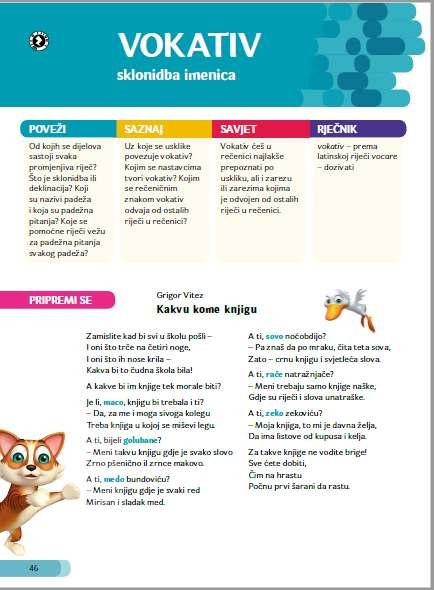 VOKATIV
sklonidba imenica
POVEŽI
Od kojih se dijelova
sastoji svaka
promjenjiva riječ?
Što je sklonidba ili
deklinacija? Koji
su nazivi padeža
i koja su padežna
pitanja? Koje se
pomoćne riječi vežu
za padežna pitanja
svakog padeža?
SAZNAJ
Uz koje se usklike
povezuje vokativ?
Kojim se nastavcima
tvori vokativ? Kojim
se rečeničnim
znakom vokativ
odvaja od ostalih
riječi u rečenici?
SAVJET
Vokativ ćeš u
rečenici najlakše
prepoznati po
uskliku, ali i zarezu
ili zarezima kojima
je odvojen od ostalih
riječi u rečenici.
RJEČNIK
vokativ – prema
latinskoj riječi vocare
– dozivati
PRIPREMI SE
Grigor Vitez
Kakvu kome knjigu
Zamislite kad bi svi u školu pošli –
I oni što trče na četiri noge,
I oni što ih nose krila –
Kakva bi to čudna škola bila!
A kakve bi im knjige tek morale biti?
Je li, maco, knjigu bi trebala i ti?
– Da, za me i moga sivoga kolegu
Treba knjiga u kojoj se miševi legu.
A ti, bijeli golubane?
– Meni takvu knjigu gdje je svako slovo
Zrno pšenično il zrnce makovo.
A ti, medo bundoviću?
– Meni knjigu gdje je svaki red
Mirisan i sladak med.
A ti, sovo noćobdijo?
– Pa znaš da po mraku, čita teta sova,
Zato – crnu knjigu i svjetleća slova.
A ti, rače natražnjače?
– Meni trebaju samo knjige naške,
Gdje su riječi i slova unatraške.
A ti, zeko zekoviću?
– Moja knjiga, to mi je davna želja,
Da ima listove od kupusa i kelja.
Za takve knjige ne vodite brige!
Sve ćete dobiti,
Čim na hrastu
Počnu prvi šarani da rastu.
46